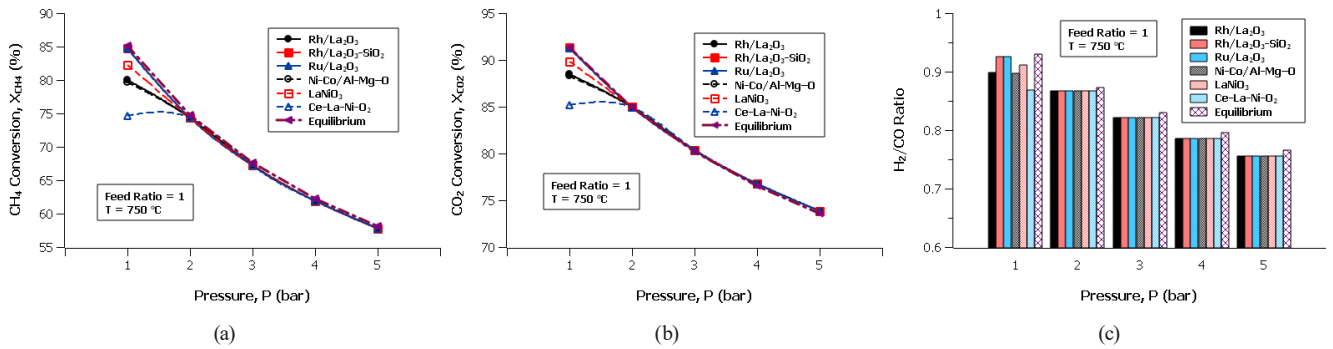 CH₄ Conversion, X_CH4 (%)
90
85
80
75
70
65
60
55
Rh/La₂O₃
Rh/La₂O₃-SiO₂
Ru/La₂O₃
Ni-Co/Al-Mg-O
LaNiO₃
Ce-La-Ni-O₂
Equilibrium
Feed Ratio = 1
T = 750 °C
0 1 2 3 4 5
Pressure, P (bar)
(a)
CO₂ Conversion, X_CO2 (%)
95
90
85
80
75
70
Rh/La₂O₃
Rh/La₂O₃-SiO₂
Ru/La₂O₃
Ni-Co/Al-Mg-O
LaNiO₃
Ce-La-Ni-O₂
Equilibrium
Feed Ratio = 1
T = 750 °C
0 1 2 3 4 5
Pressure, P (bar)
(b)
H₂/CO Ratio
1
0.9
0.8
0.7
0.6
Feed Ratio = 1
T = 750 °C
Rh/La₂O₃
Rh/La₂O₃-SiO₂
Ru/La₂O₃
Ni-Co/Al-Mg-O
LaNiO₃
Ce-La-Ni-O₂
Equilibrium
1 2 3 4 5
Pressure, P (bar)
(c)